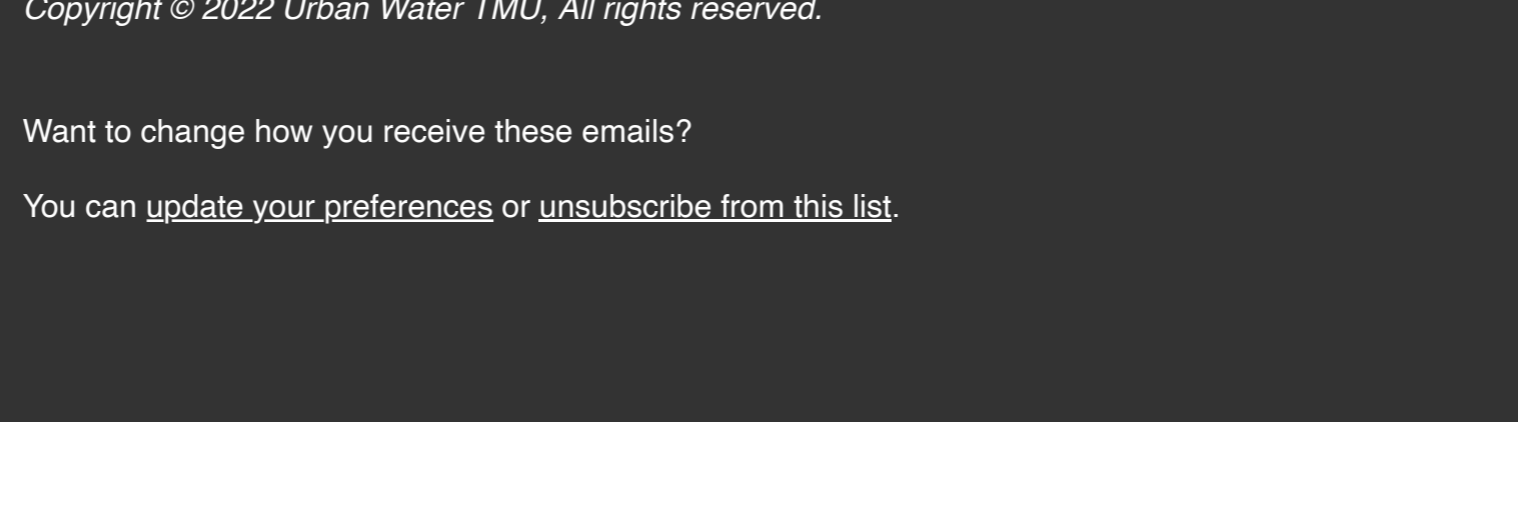 Copyright © 2022 Urban Water TMU, All rights reserved.
Want to change how you receive these emails?
You can update your preferences or unsubscribe from this list.